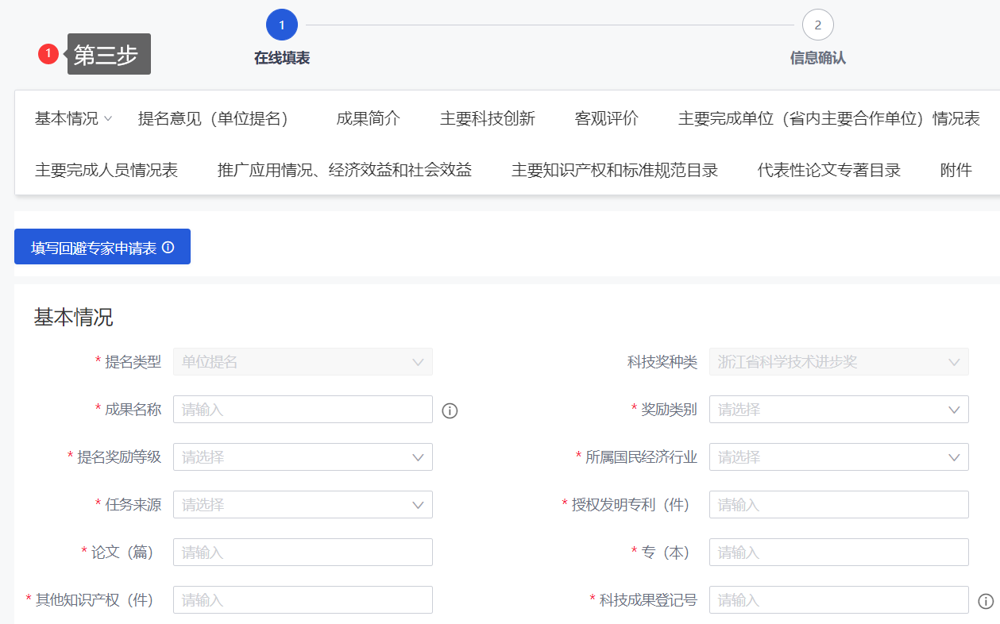 1
2
1 第三步
在线填表
信息确认
基本情况 提名意见（单位提名） 成果简介 主要科技创新 客观评价 主要完成单位（省内主要合作单位）情况表
主要完成人员情况表 推广应用情况、经济效益和社会效益 主要知识产权和标准规范目录 代表性论文专著目录 附件
填写回避专家申请表
基本情况
* 提名类型 单位提名 科技奖种类 浙江省科学技术进步奖
* 成果名称 请输入 * 奖励类别 请选择
* 提名奖励等级 请选择 * 所属国民经济行业 请选择
* 任务来源 请选择 * 授权发明专利（件） 请输入
* 论文（篇） 请输入 * 专（本） 请输入
* 其他知识产权（件） 请输入 * 科技成果登记号 请输入